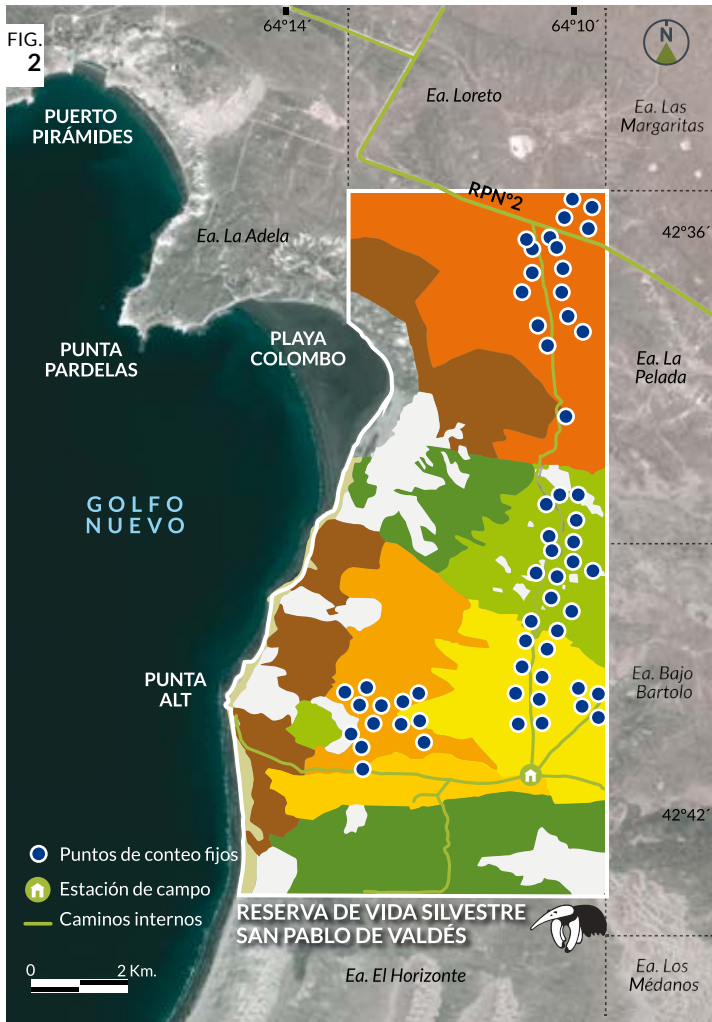 FIG.
2
64°14´
64°10´
N
Ea. Loreto
Ea. Las
Margaritas
PUERTO
PIRÁMIDES
RPNº2
42°36´
Ea. La Adela
PUNTA
PARDELAS
PLAYA
COLOMBO
Ea. La
Pelada
GOLFO
NUEVO
PUNTA
ALT
Ea. Bajo
Bartolo
42°42´
Puntos de conteo fijos
Estación de campo
Caminos internos
RESERVA DE VIDA SILVESTRE
SAN PABLO DE VALDÉS
0 2 Km.
Ea. El Horizonte
Ea. Los
Médanos